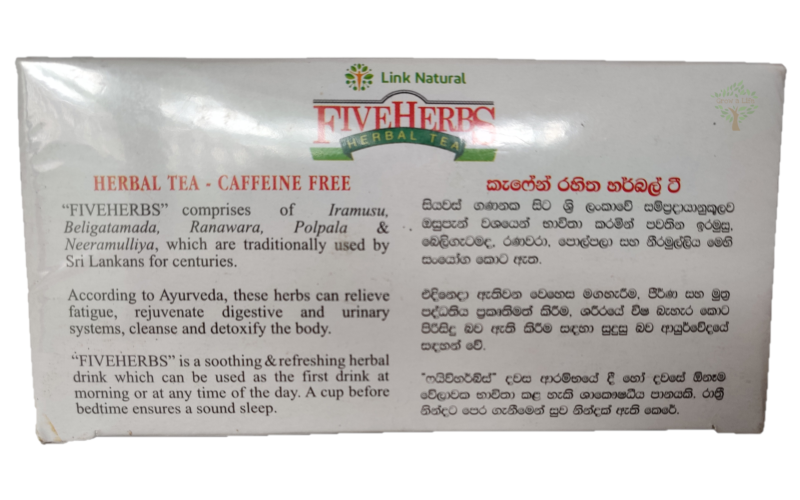 Link Natural
FIVEHERBS
HERBAL TEA
HERBAL TEA - CAFFEINE FREE
"FIVEHERBS" comprises of Iramusu,
Beligatamada, Ranawara, Polpala &
Neeramulliya, which are traditionally used by
Sri Lankans for centuries.
According to Ayurveda, these herbs can relieve
fatigue, rejuvenate digestive and urinary
systems, cleanse and detoxify the body.
"FIVEHERBS" is a soothing & refreshing herbal
drink which can be used as the first drink at
morning or at any time of the day. A cup before
bedtime ensures a sound sleep.
කැෆේන් රහිත හර්බල් ටී
සියවස් ගණනක සිට ශ්‍රී ලංකාවේ සම්ප්‍රදායානුකූලව
ඔසුපැන් වශයෙන් භාවිතා කරමින් පවතින ඉරමුසු,
බෙලිගැටමද, රණවරා, පොල්පලා සහ නීරමුල්ලිය මෙහි
සංයෝග කොට ඇත.
එදිනෙදා ඇතිවන වෙහෙස මගහැරීම, ජීර්ණ සහ මුත්‍ර
පද්ධතිය ප්‍රකෘතිමත් කිරීම, ශරීරයේ විෂ බැහැර කොට
පිරිසිදු බව ඇති කිරීම සඳහා සුදුසු බව ආයුර්වේදයේ
සඳහන් වේ.
"ෆයිව්හර්බ්ස්" දවස ආරම්භයේ දී හෝ දවසේ ඕනෑම
වේලාවක භාවිතා කළ හැකි ශාකෞෂධීය පානයකි. රාත්‍රී
නින්දට පෙර ගැනීමෙන් සුව නින්දක් ඇති කෙරේ.